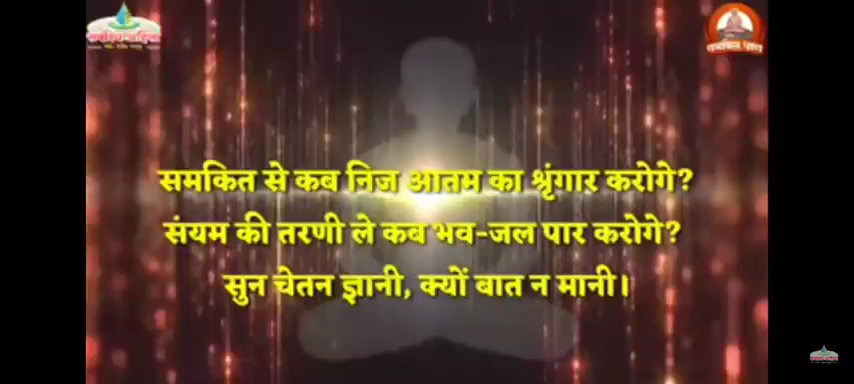 समकित से कब निज आतम का श्रृंगार करोगे?
संयम की तरणी ले कब भव-जल पार करोगे?
सुन चेतन ज्ञानी, क्यों बात न मानी।